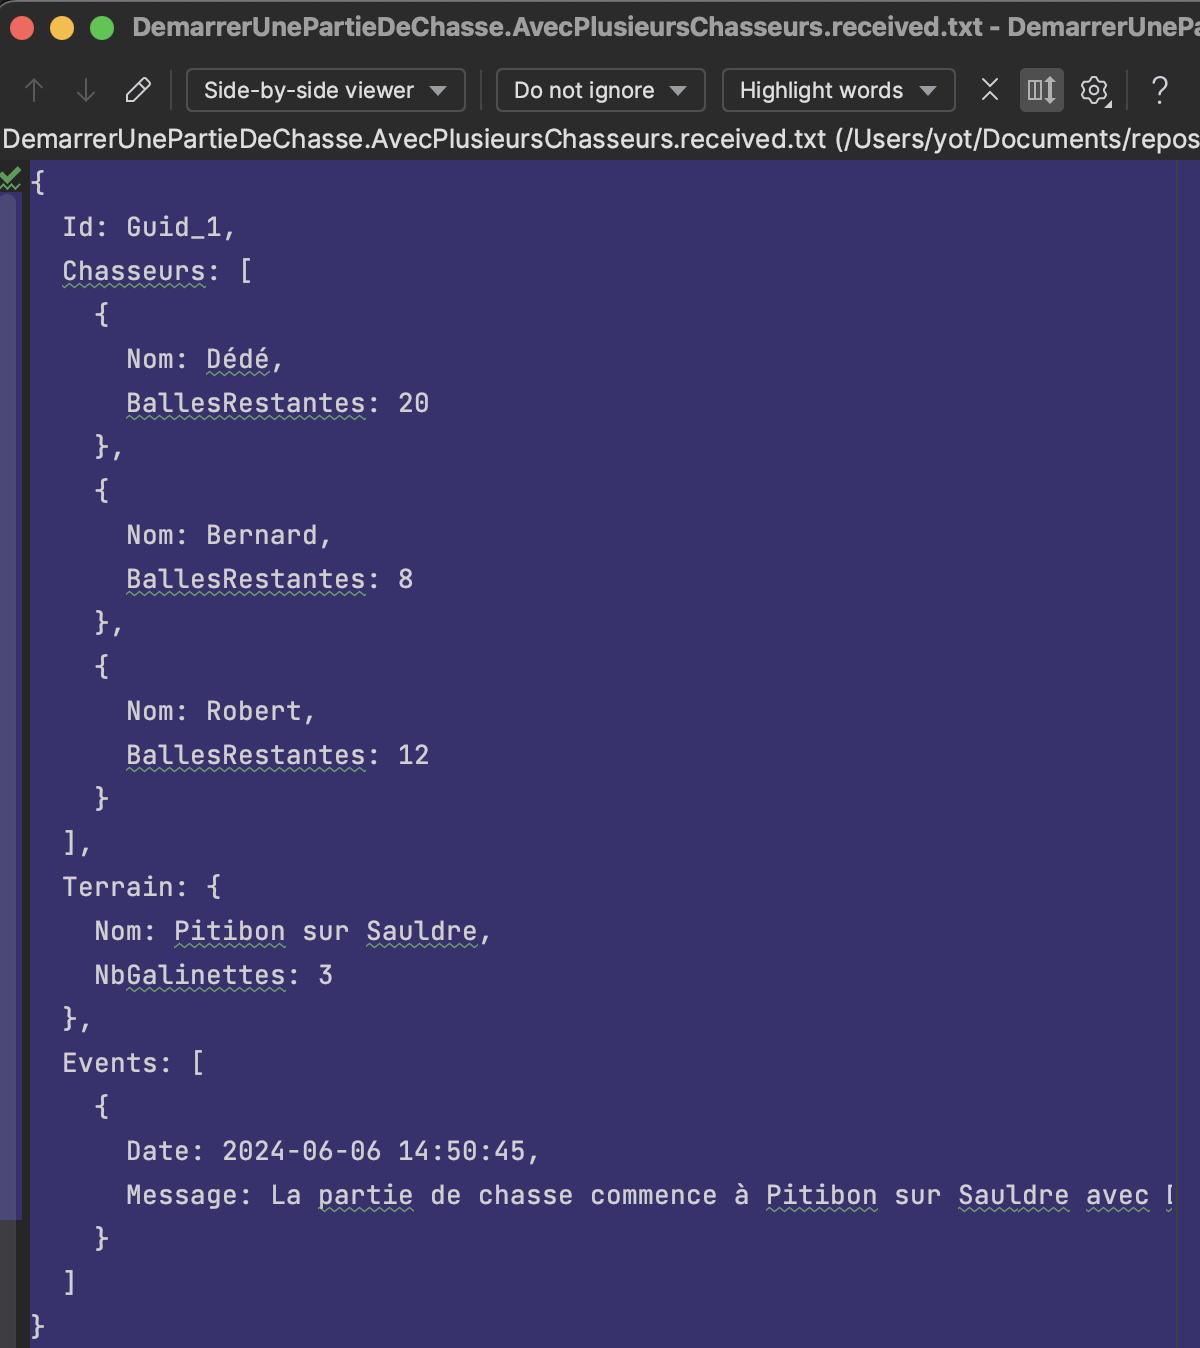 DemarrerUnePartieDeChasse.AvecPlusieursChasseurs.received.txt - DemarrerUnePa
Side-by-side viewer Do not ignore Highlight words ?
DemarrerUnePartieDeChasse.AvecPlusieursChasseurs.received.txt (/Users/yot/Documents/repos
{
  Id: Guid_1,
  Chasseurs: [
    {
      Nom: Dédé,
      BallesRestantes: 20
    },
    {
      Nom: Bernard,
      BallesRestantes: 8
    },
    {
      Nom: Robert,
      BallesRestantes: 12
    }
  ],
  Terrain: {
    Nom: Pitibon sur Sauldre,
    NbGalinettes: 3
  },
  Events: [
    {
      Date: 2024-06-06 14:50:45,
      Message: La partie de chasse commence à Pitibon sur Sauldre avec
    }
  ]
}